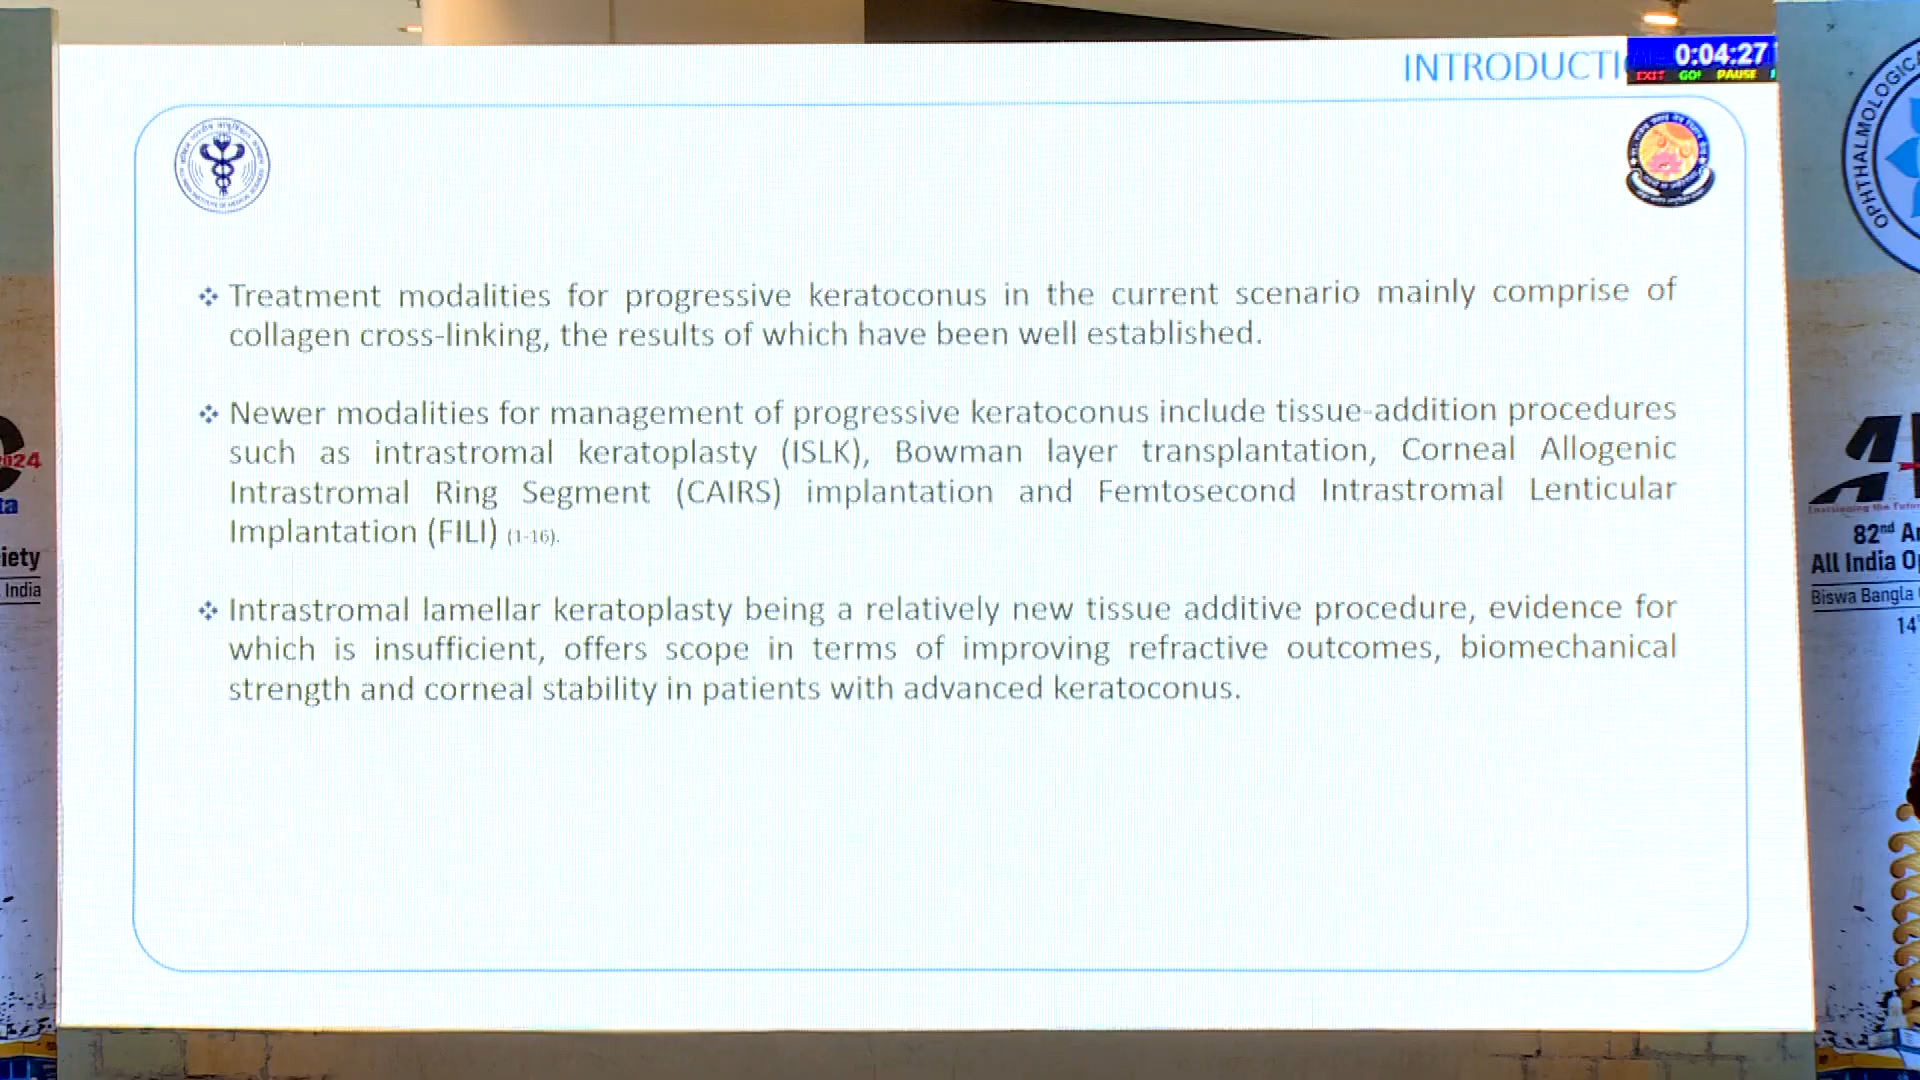 INTRODUCTI
0:04:27
EXIT GO! PAUSE
❖ Treatment modalities for progressive keratoconus in the current scenario mainly comprise of
collagen cross-linking, the results of which have been well established.
❖ Newer modalities for management of progressive keratoconus include tissue-addition procedures
such as intrastromal keratoplasty (ISLK), Bowman layer transplantation, Corneal Allogenic
Intrastromal Ring Segment (CAIRS) implantation and Femtosecond Intrastromal Lenticular
Implantation (FILI) (1-16).
❖ Intrastromal lamellar keratoplasty being a relatively new tissue additive procedure, evidence for
which is insufficient, offers scope in terms of improving refractive outcomes, biomechanical
strength and corneal stability in patients with advanced keratoconus.
2024
ta
iety
India
OPHTHALMOLOGICA
82nd An
All India Op
Biswa Bangla
14